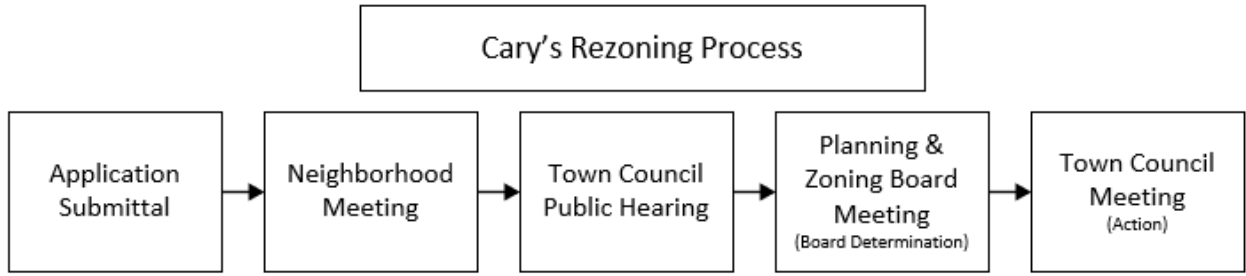 Cary’s Rezoning Process
Application
Submittal
Neighborhood
Meeting
Town Council
Public Hearing
Planning &
Zoning Board
Meeting
(Board Determination)
Town Council
Meeting
(Action)